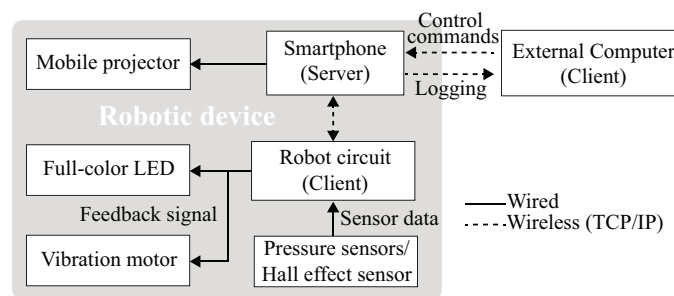 Mobile projector
Smartphone
(Server)
Control
commands
Logging
External Computer
(Client)
Robotic device
Full-color LED
Robot circuit
(Client)
Feedback signal
Sensor data
Vibration motor
Pressure sensors/
Hall effect sensor
Wired
Wireless (TCP/IP)